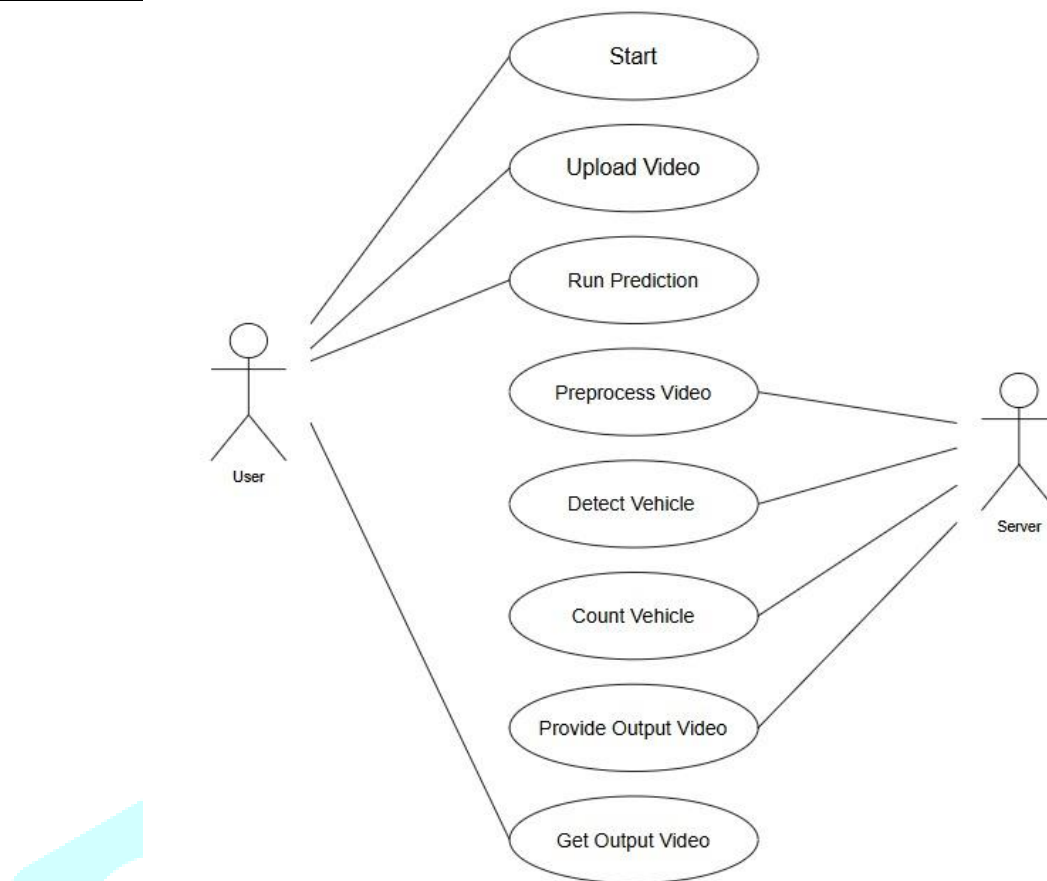 Start
Upload Video
Run Prediction
Preprocess Video
Detect Vehicle
User
Server
Count Vehicle
Provide Output Video
Get Output Video